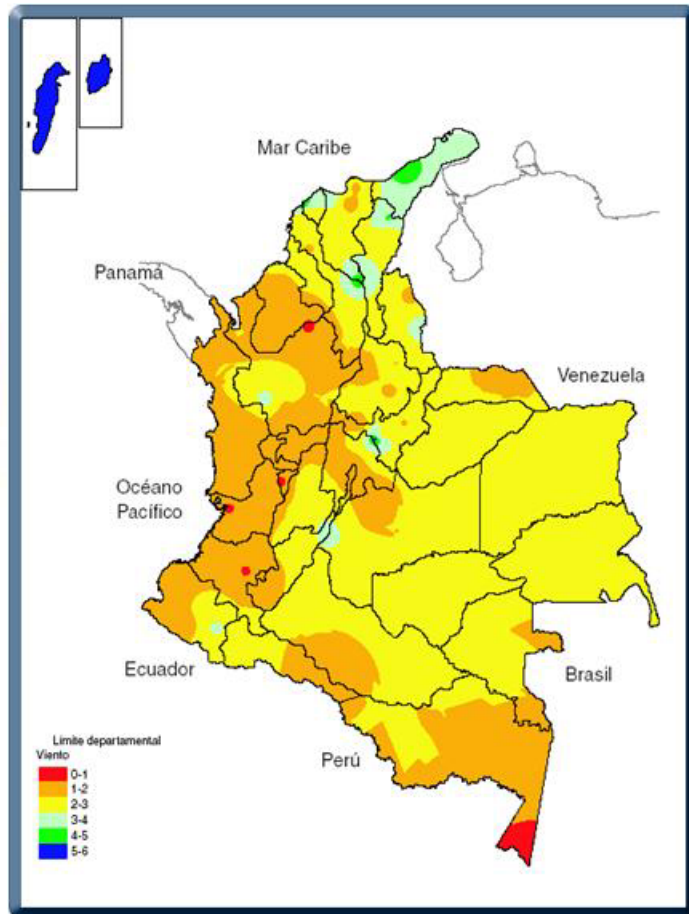 Mar Caribe
Panamá
Venezuela
Océano
Pacífico
Ecuador
Brasil
Perú
Límite departamental
Viento
0-1
1-2
2-3
3-4
4-5
5-6